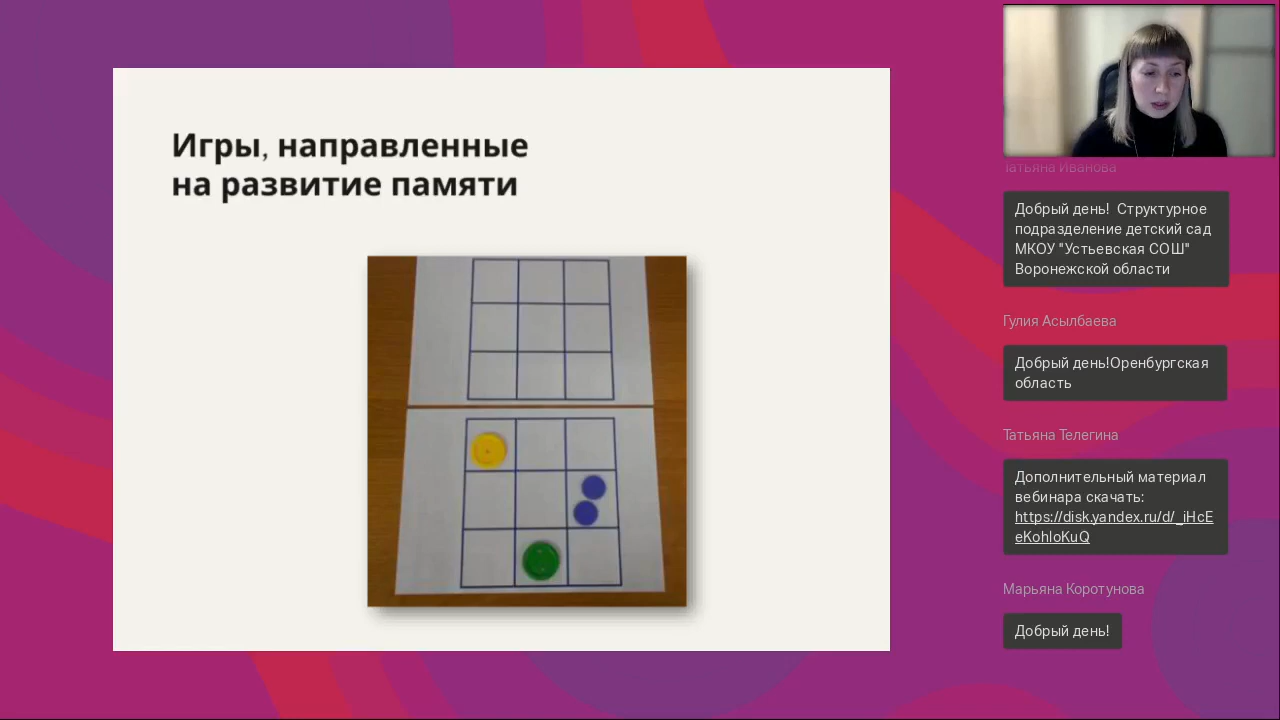 Игры, направленные
на развитие памяти
Татьяна Иванова
Добрый день! Структурное
подразделение детский сад
МКОУ "Устьевская СОШ"
Воронежской области
Гулия Асылбаева
Добрый день!Оренбургская
область
Татьяна Телегина
Дополнительный материал
вебинара скачать:
https://disk.yandex.ru/d/_iHcE
eKohloKuQ
Марьяна Коротунова
Добрый день!